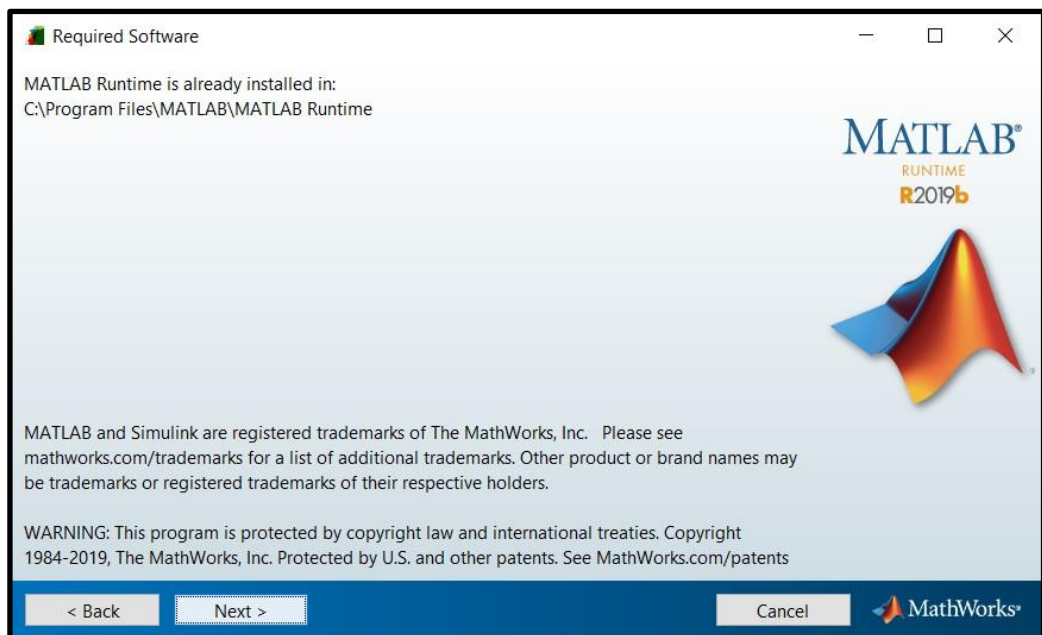 Required Software
MATLAB Runtime is already installed in:
C:\Program Files\MATLAB\MATLAB Runtime
MATLAB®
RUNTIME
R2019b
MATLAB and Simulink are registered trademarks of The MathWorks, Inc.   Please see
mathworks.com/trademarks for a list of additional trademarks. Other product or brand names may
be trademarks or registered trademarks of their respective holders.
WARNING: This program is protected by copyright law and international treaties. Copyright
1984-2019, The MathWorks, Inc. Protected by U.S. and other patents. See MathWorks.com/patents
< Back
Next >
Cancel
MathWorks®